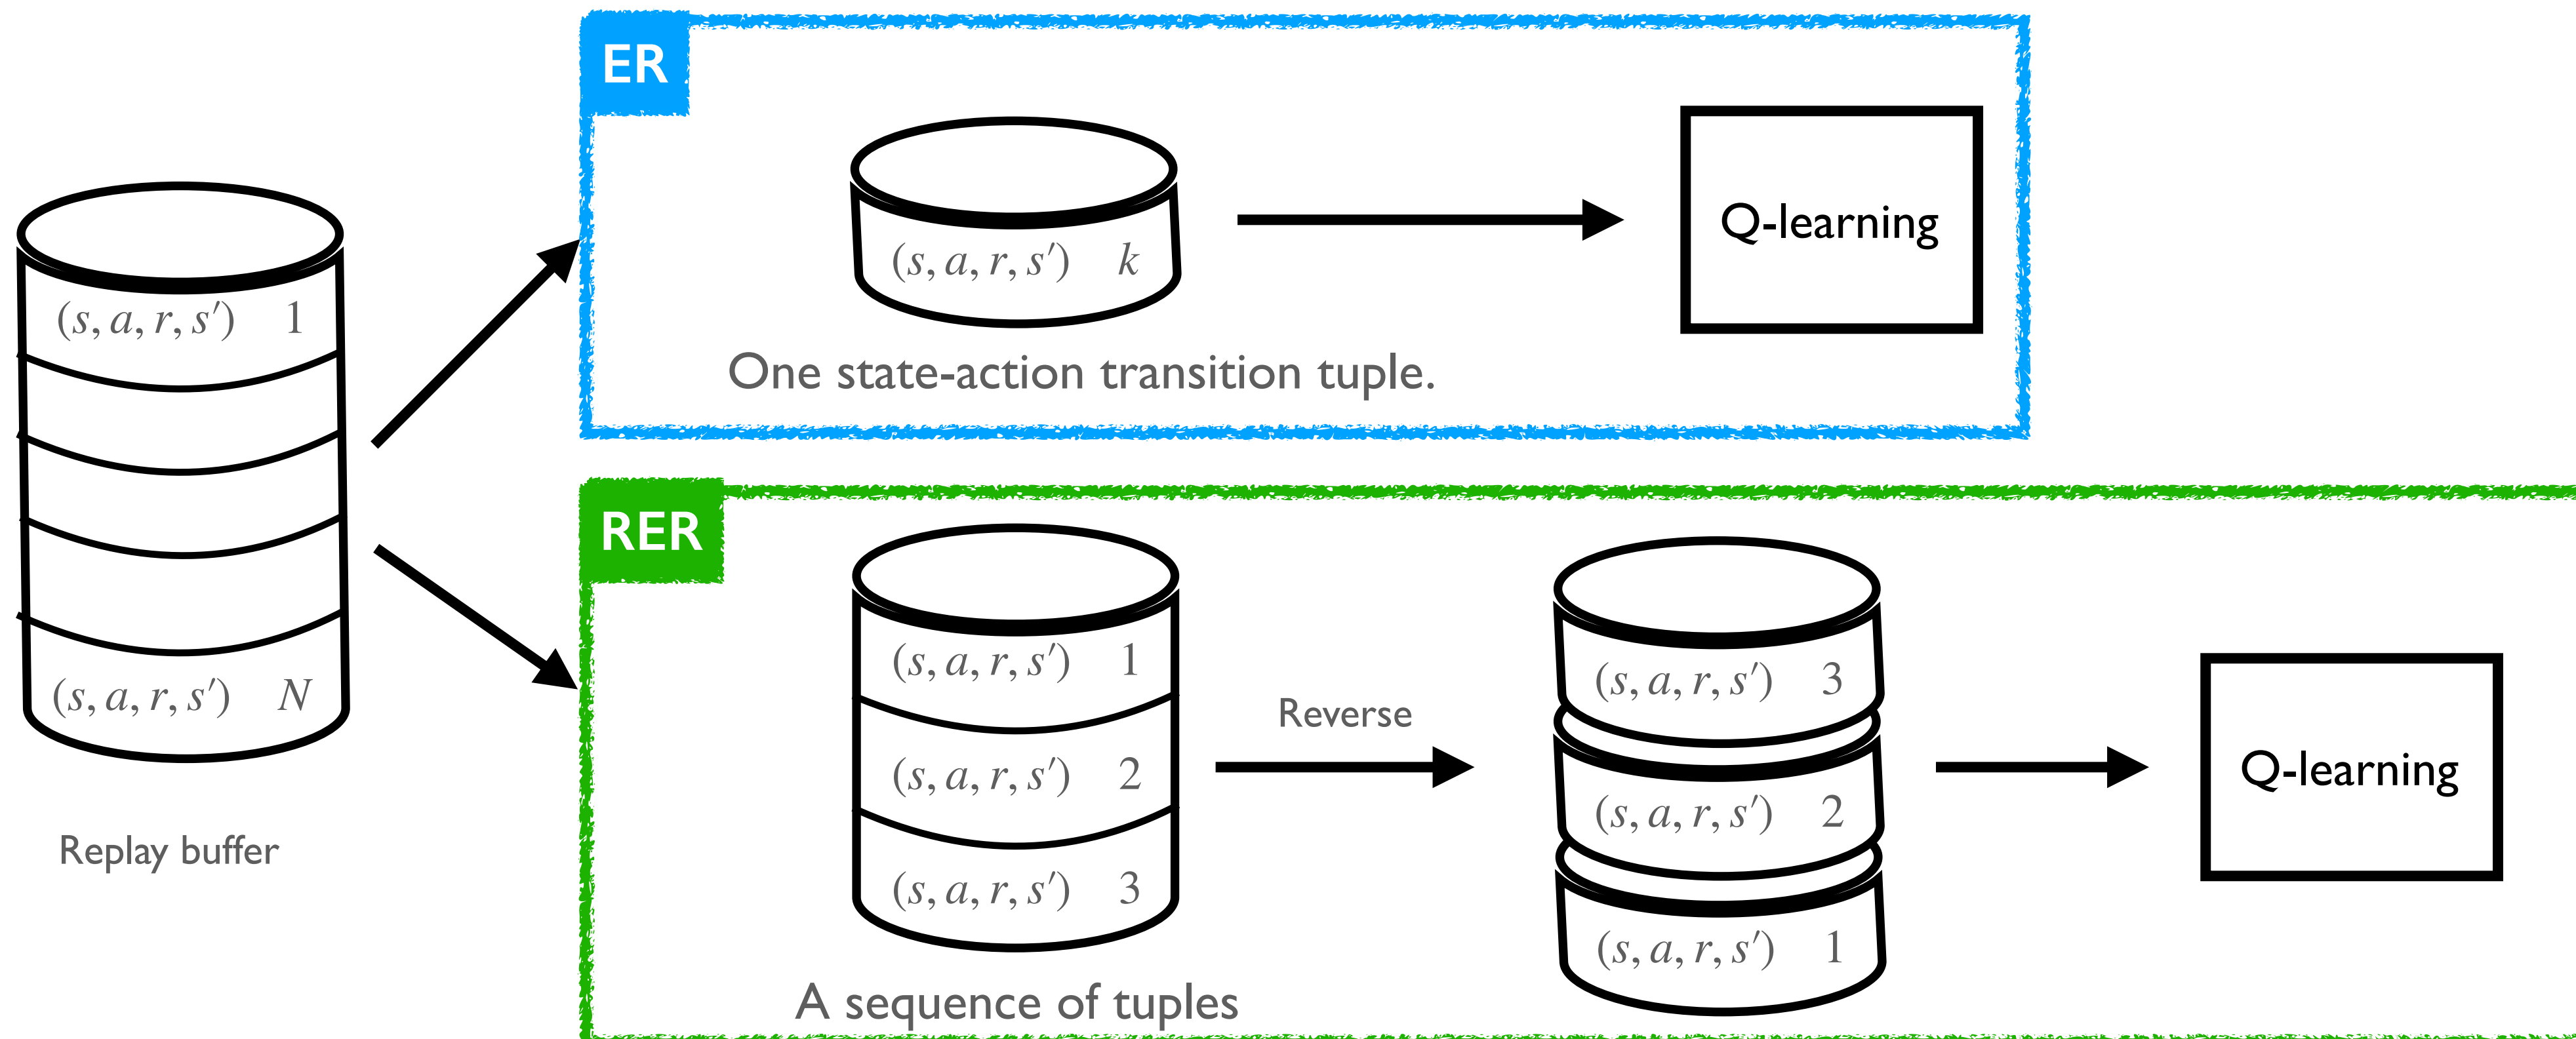 ER
(s, a, r, s′) k
Q-learning
One state-action transition tuple.
(s, a, r, s′) 1
(s, a, r, s′) N
Replay buffer
RER
(s, a, r, s′) 1
(s, a, r, s′) 2
(s, a, r, s′) 3
A sequence of tuples
Reverse
(s, a, r, s′) 3
(s, a, r, s′) 2
(s, a, r, s′) 1
Q-learning